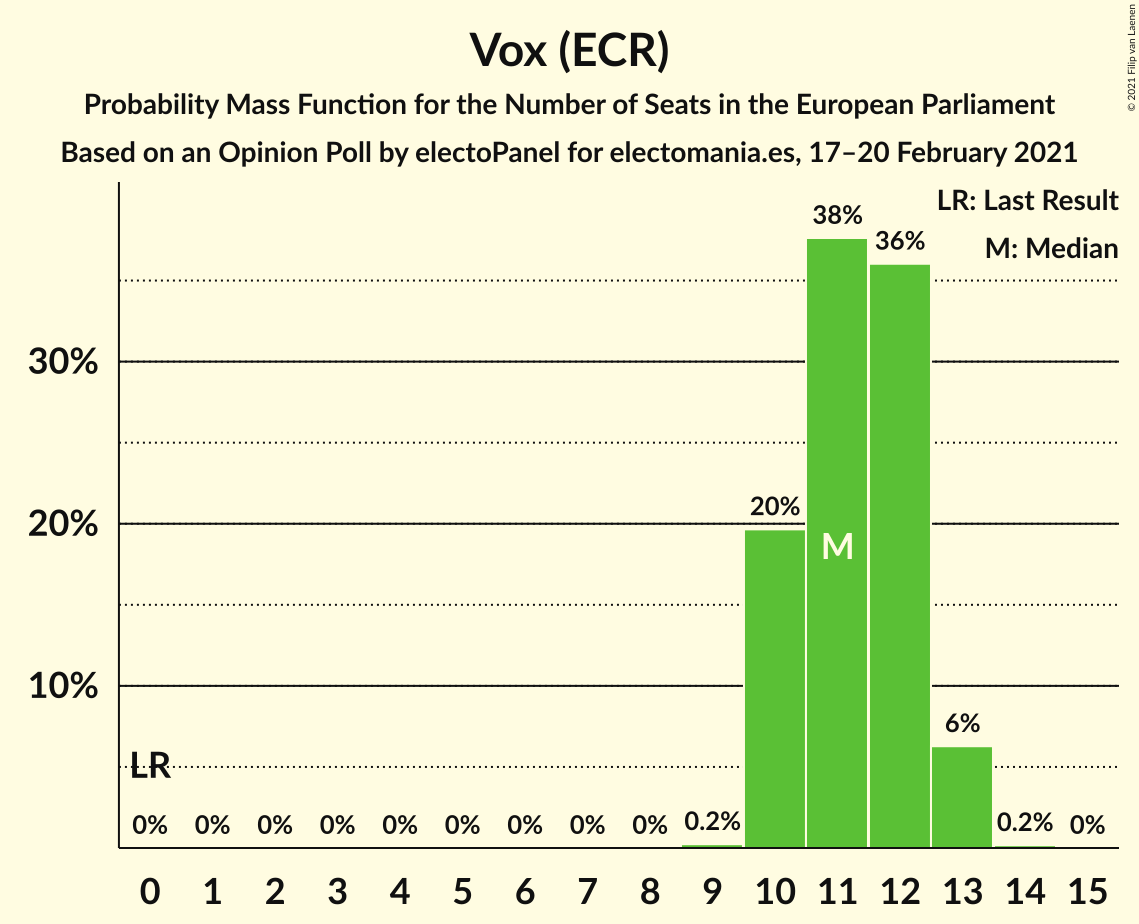 Vox (ECR)
Probability Mass Function for the Number of Seats in the European Parliament
Based on an Opinion Poll by electoPanel for electomania.es, 17–20 February 2021
© 2021 Filip van Laenen
LR: Last Result
M: Median
38%
36%
30%
20%
20%
M
10%
6%
LR
0% 0% 0% 0% 0% 0% 0% 0% 0% 0.2% 0.2% 0%
0 1 2 3 4 5 6 7 8 9 10 11 12 13 14 15